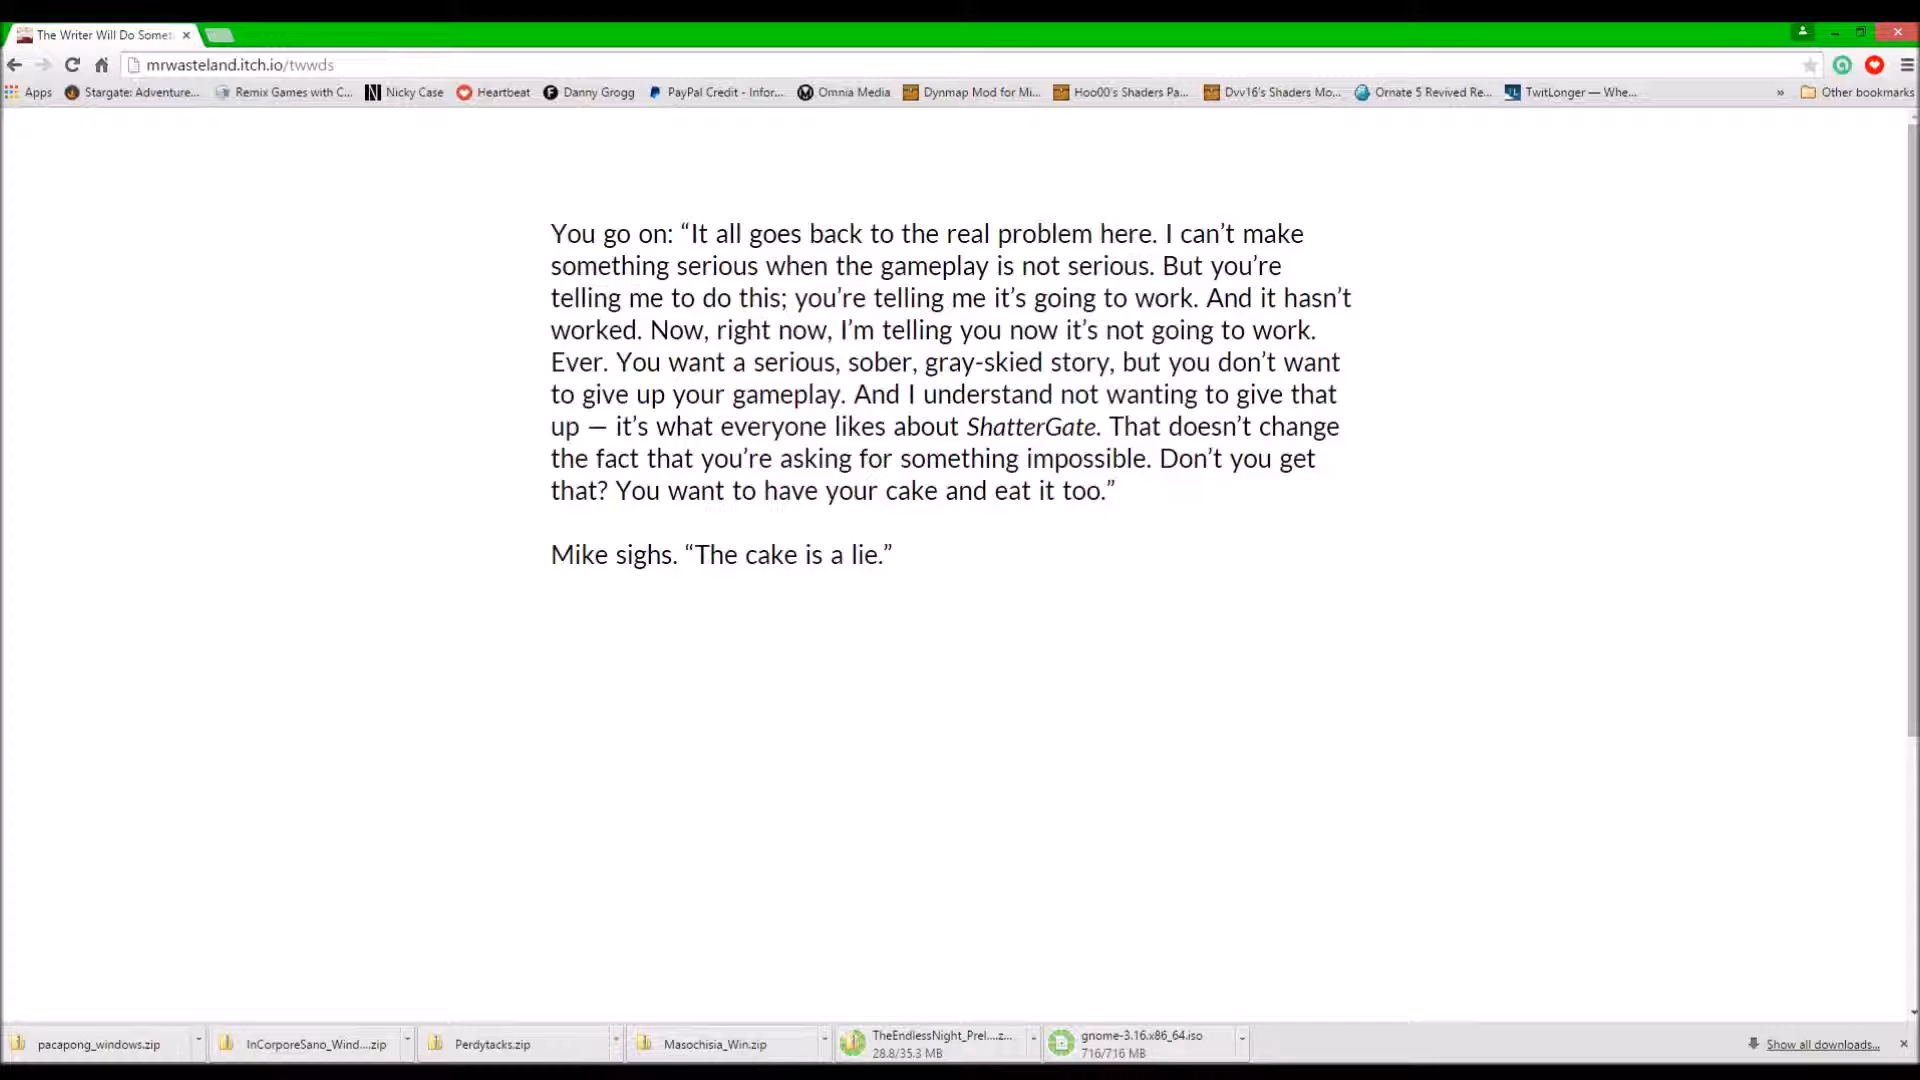 The Writer Will Do Somet
mrwasteland.itch.io/twwds
Apps Stargate: Adventure... Remix Games with C... Nicky Case Heartbeat Danny Grogg PayPal Credit - Infor... Omnia Media Dynmap Mod for Mi... Hoo00's Shaders Pa... Dvv16's Shaders Mo... Ornate 5 Revived Re... TwitLonger — Whe... » Other bookmarks
You go on: “It all goes back to the real problem here. I can’t make
something serious when the gameplay is not serious. But you’re
telling me to do this; you’re telling me it’s going to work. And it hasn’t
worked. Now, right now, I’m telling you now it’s not going to work.
Ever. You want a serious, sober, gray-skied story, but you don’t want
to give up your gameplay. And I understand not wanting to give that
up — it’s what everyone likes about ShatterGate. That doesn’t change
the fact that you’re asking for something impossible. Don’t you get
that? You want to have your cake and eat it too.”
Mike sighs. “The cake is a lie.”
pacapong_windows.zip InCorporeSano_Wind....zip Perdytacks.zip Masochisia_Win.zip TheEndlessNight_Prel....z... gnome-3.16.x86_64.iso Show all downloads...
28.8/35.3 MB 716/716 MB